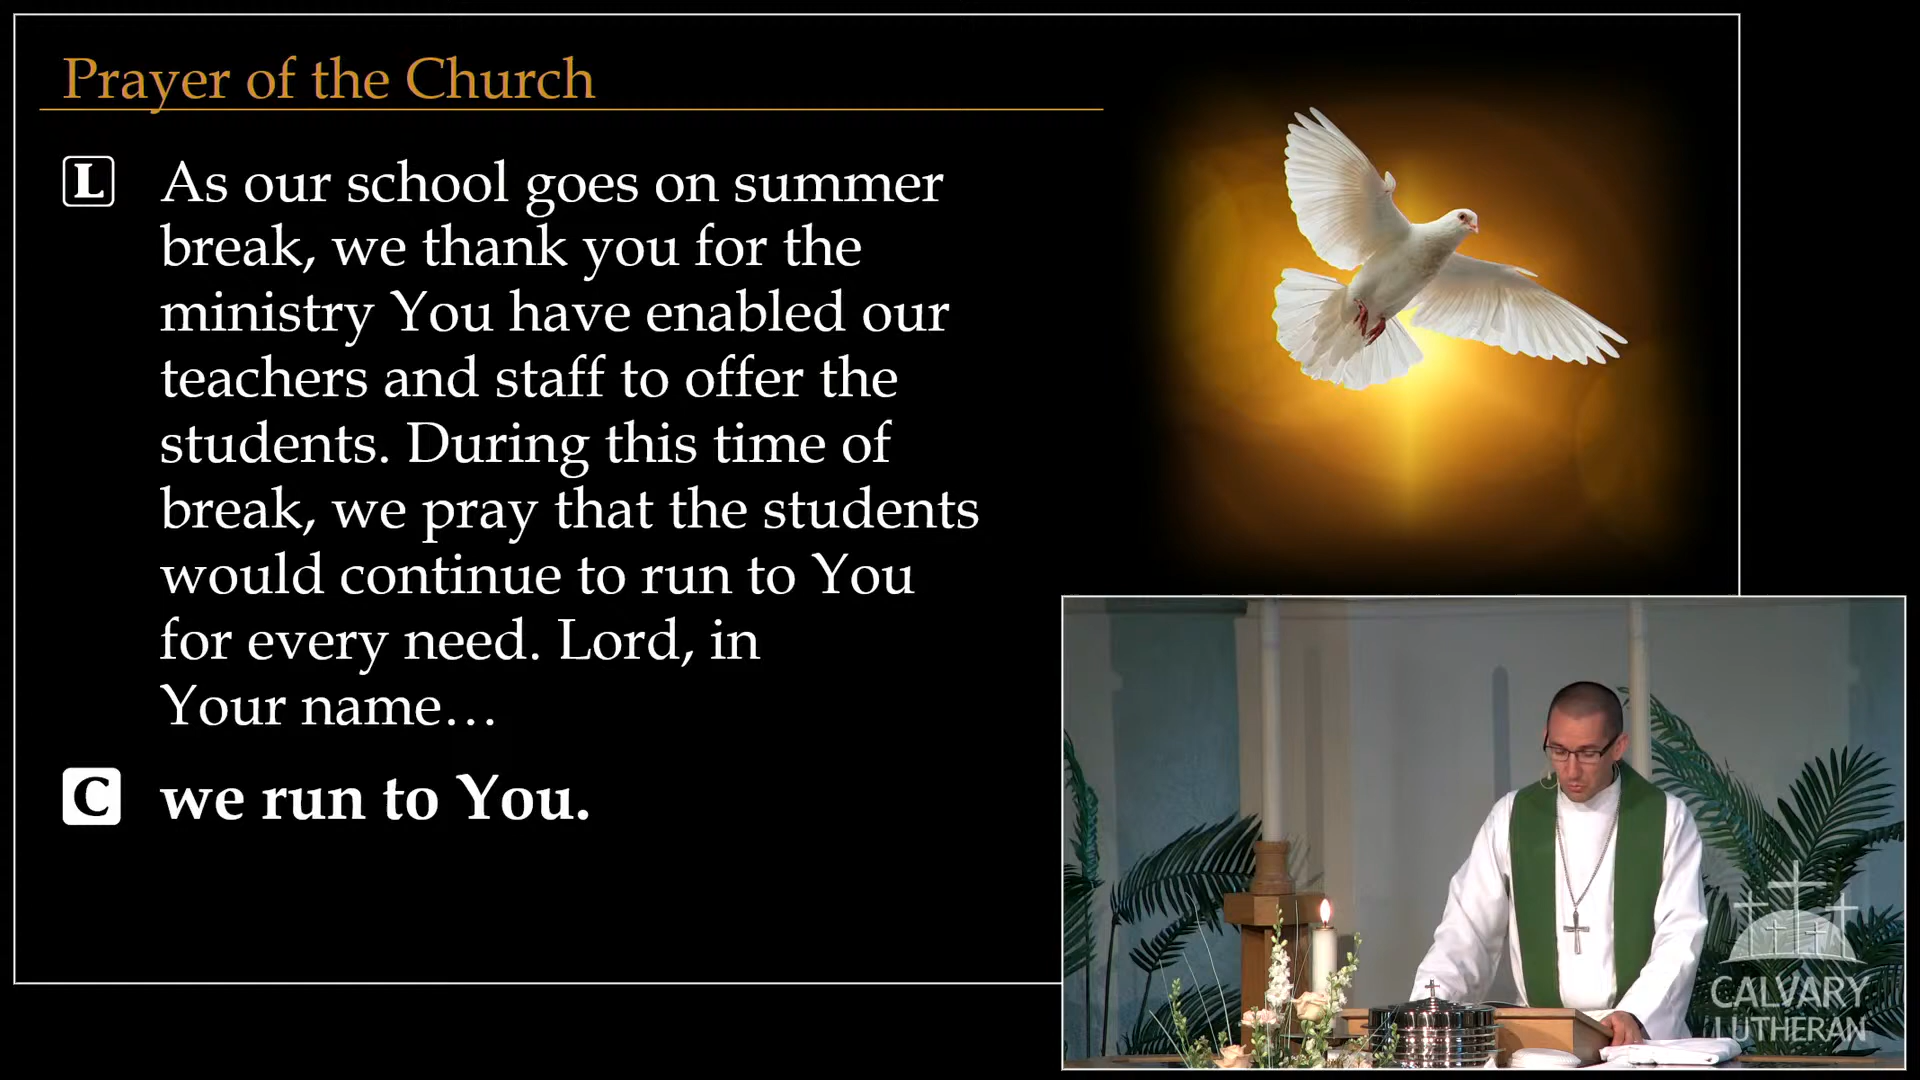 Prayer of the Church
L As our school goes on summer
break, we thank you for the
ministry You have enabled our
teachers and staff to offer the
students. During this time of
break, we pray that the students
would continue to run to You
for every need. Lord, in
Your name…
C we run to You.
CALVARY
LUTHERAN